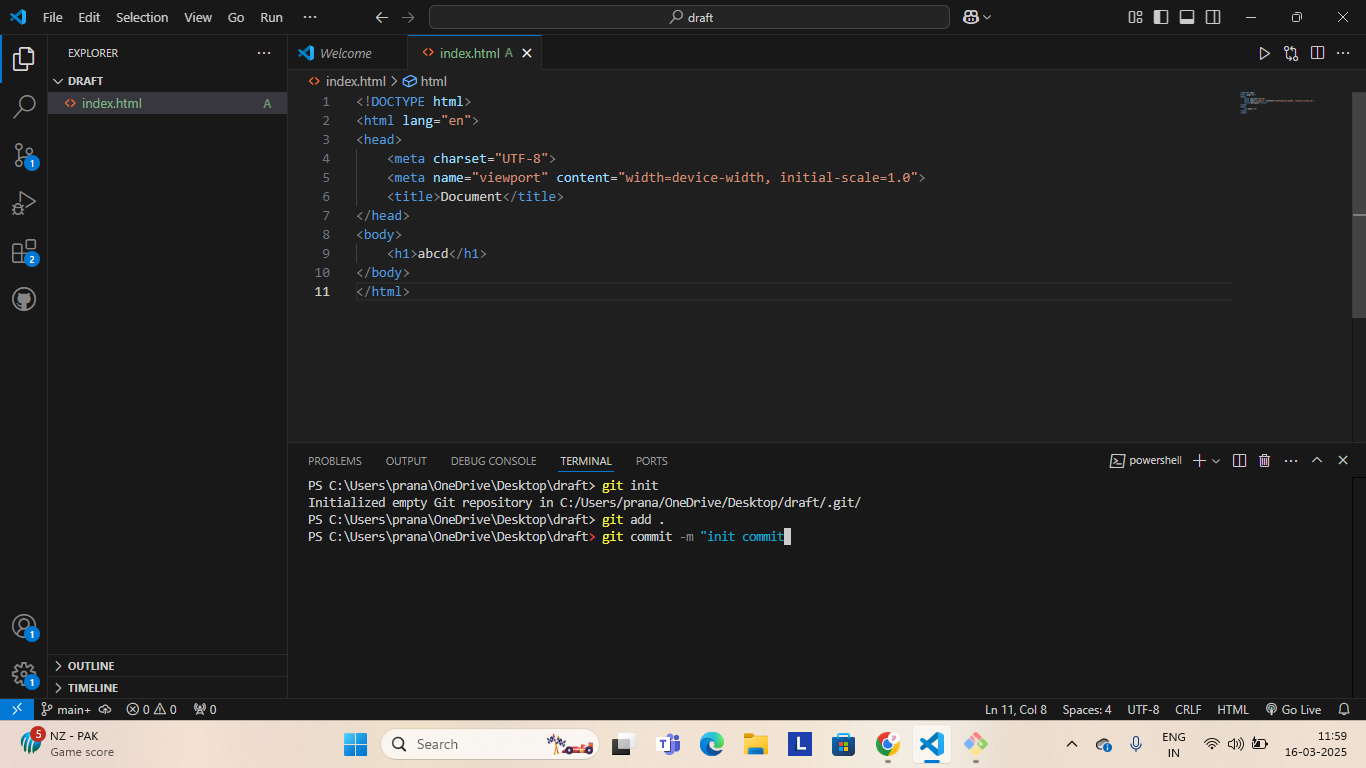 File Edit Selection View Go Run ···
draft
EXPLORER ···
DRAFT
index.html A
1
2
1
1
OUTLINE
TIMELINE
Welcome
index.html A
index.html > html
1 <!DOCTYPE html>
2 <html lang="en">
3 <head>
4 <meta charset="UTF-8">
5 <meta name="viewport" content="width=device-width, initial-scale=1.0">
6 <title>Document</title>
7 </head>
8 <body>
9 <h1>abcd</h1>
10 </body>
11 </html>
PROBLEMS OUTPUT DEBUG CONSOLE TERMINAL PORTS
powershell
PS C:\Users\prana\OneDrive\Desktop\draft> git init
Initialized empty Git repository in C:/Users/prana/OneDrive/Desktop/draft/.git/
PS C:\Users\prana\OneDrive\Desktop\draft> git add .
PS C:\Users\prana\OneDrive\Desktop\draft> git commit -m "init commit
main+ 0 0 0 Ln 11, Col 8 Spaces: 4 UTF-8 CRLF HTML Go Live
5
NZ - PAK
Game score
Search
L
ENG
IN
11:59
16-03-2025